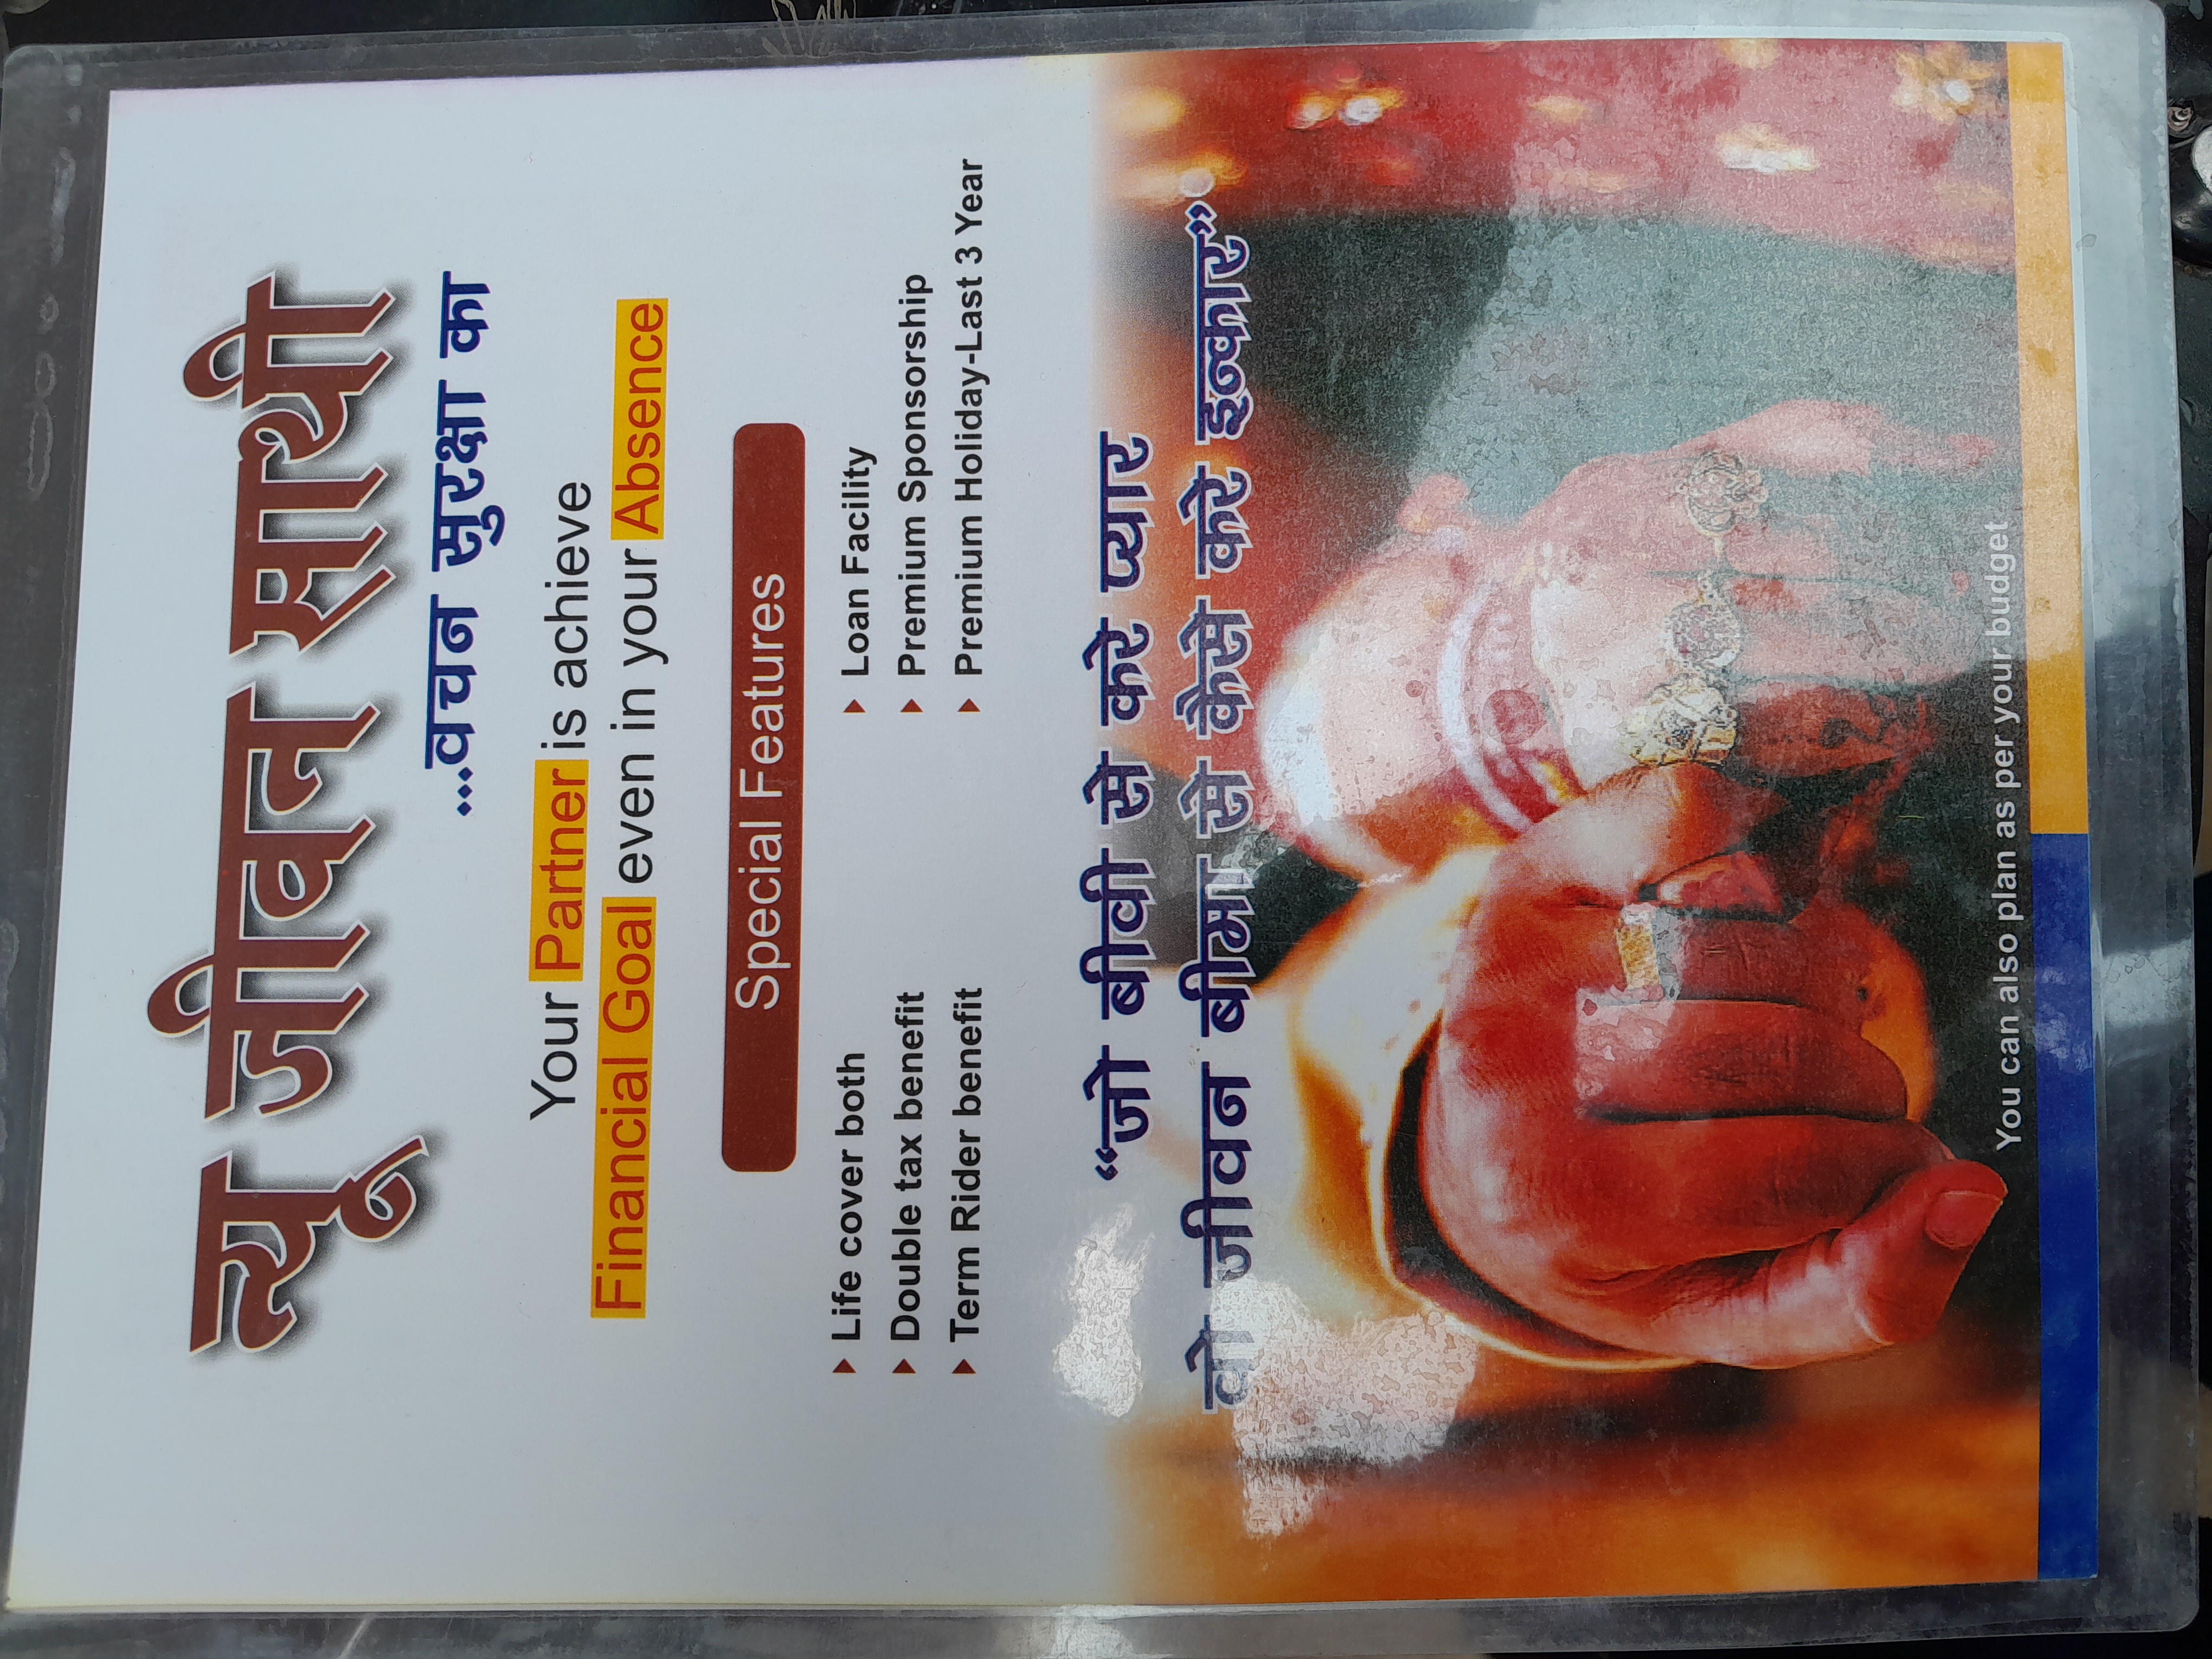 न्यू जीवन साथी
...वचन सुरक्षा का
Your Partner is achieve
Financial Goal even in your Absence
Special Features
Life cover both
Double tax benefit
Term Rider benefit
Loan Facility
Premium Sponsorship
Premium Holiday-Last 3 Year
“जो बीवी से करे प्यार
वो जीवन बीमा से कैसे करे इन्कार”
You can also plan as per your budget